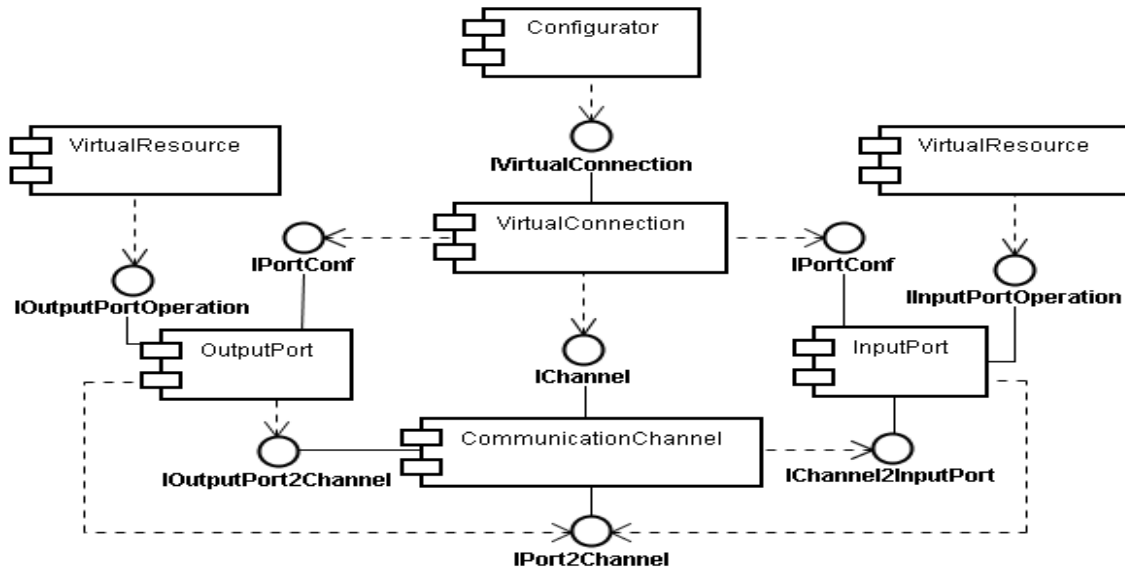 Configurator
VirtualResource
VirtualResource
IVirtualConnection
VirtualConnection
IPortConf
IPortConf
IOutputPortOperation
IInputPortOperation
OutputPort
InputPort
IChannel
CommunicationChannel
IOutputPort2Channel
IChannel2InputPort
IPort2Channel